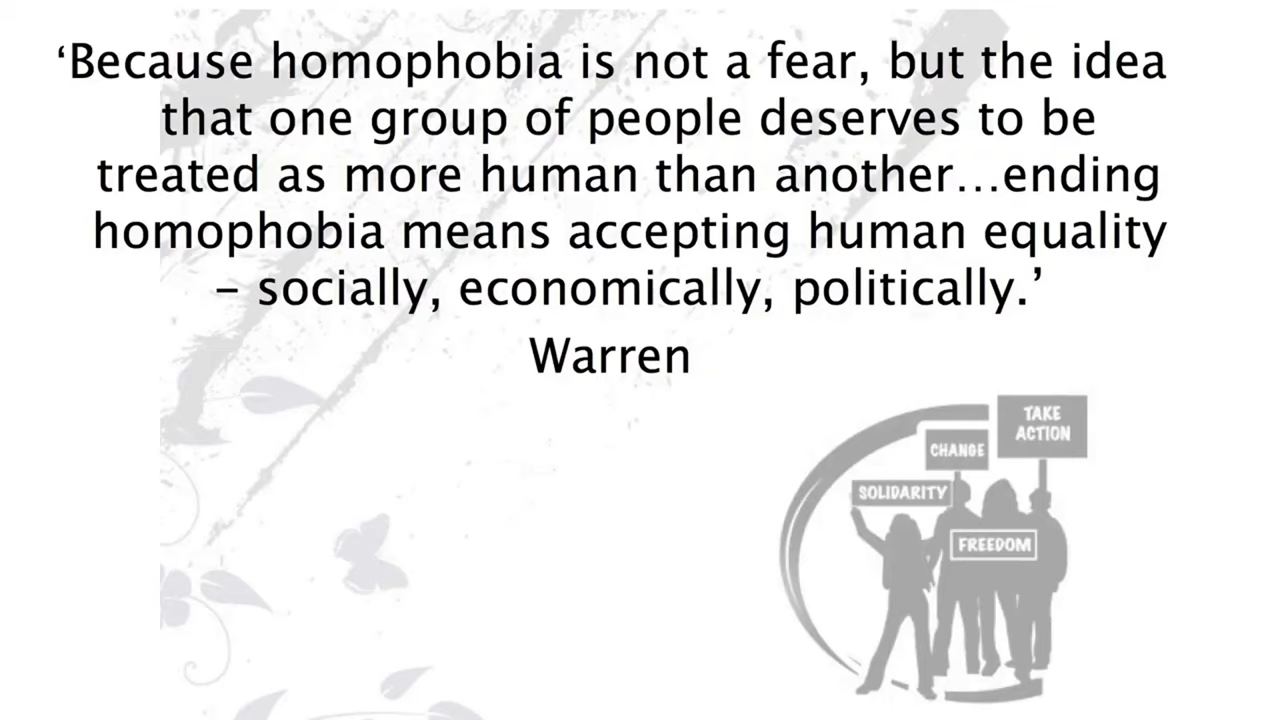 ‘Because homophobia is not a fear, but the idea
that one group of people deserves to be
treated as more human than another…ending
homophobia means accepting human equality
– socially, economically, politically.’
Warren
TAKE
ACTION
CHANGE
SOLIDARITY
FREEDOM